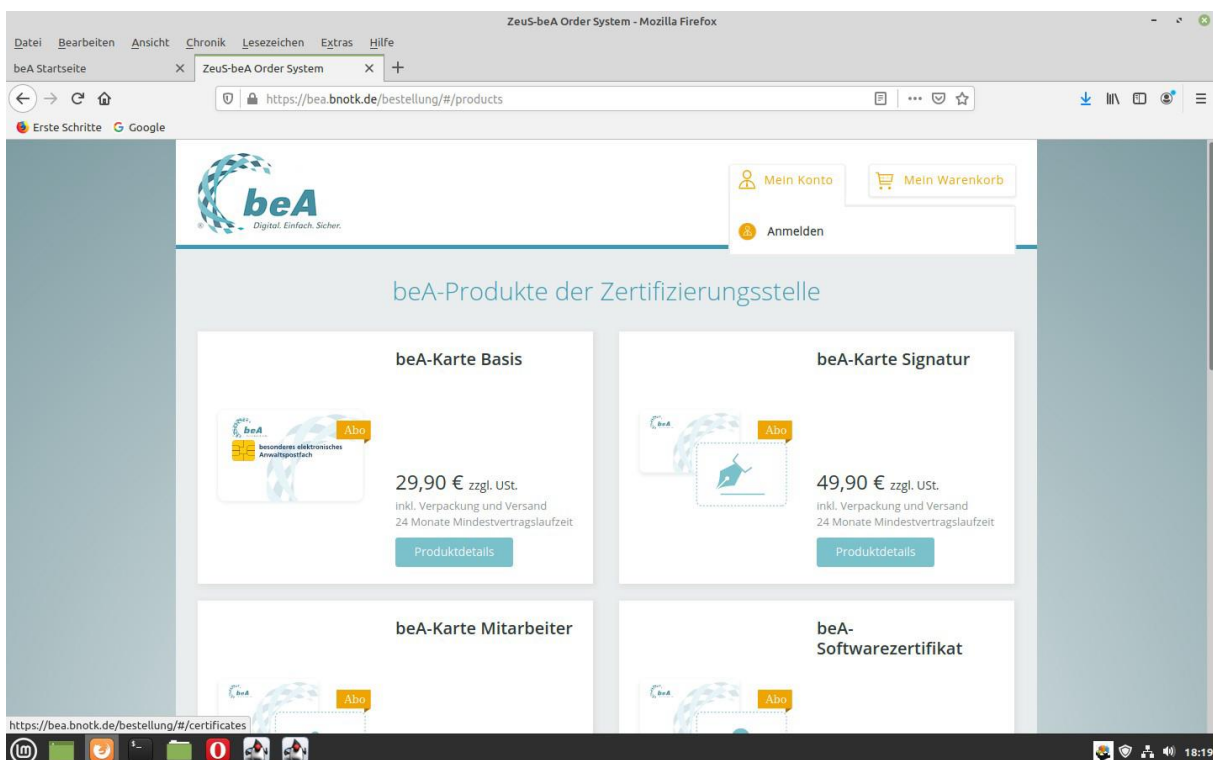 ZeuS-beA Order System - Mozilla Firefox
Datei Bearbeiten Ansicht Chronik Lesezeichen Extras Hilfe
beA Startseite
ZeuS-beA Order System
https://bea.bnotk.de/bestellung/#/products
Erste Schritte
Google
beA
Digital. Einfach. Sicher.
Mein Konto
Mein Warenkorb
Anmelden
beA-Produkte der Zertifizierungsstelle
beA-Karte Basis
beA
Abo
besonderes elektronisches
Anwaltspostfach
29,90 € zzgl. USt.
inkl. Verpackung und Versand
24 Monate Mindestvertragslaufzeit
Produktdetails
beA-Karte Signatur
beA
Abo
49,90 € zzgl. USt.
inkl. Verpackung und Versand
24 Monate Mindestvertragslaufzeit
Produktdetails
beA-Karte Mitarbeiter
beA
Abo
beA-
Softwarezertifikat
beA
Abo
https://bea.bnotk.de/bestellung/#/certificates
18:19